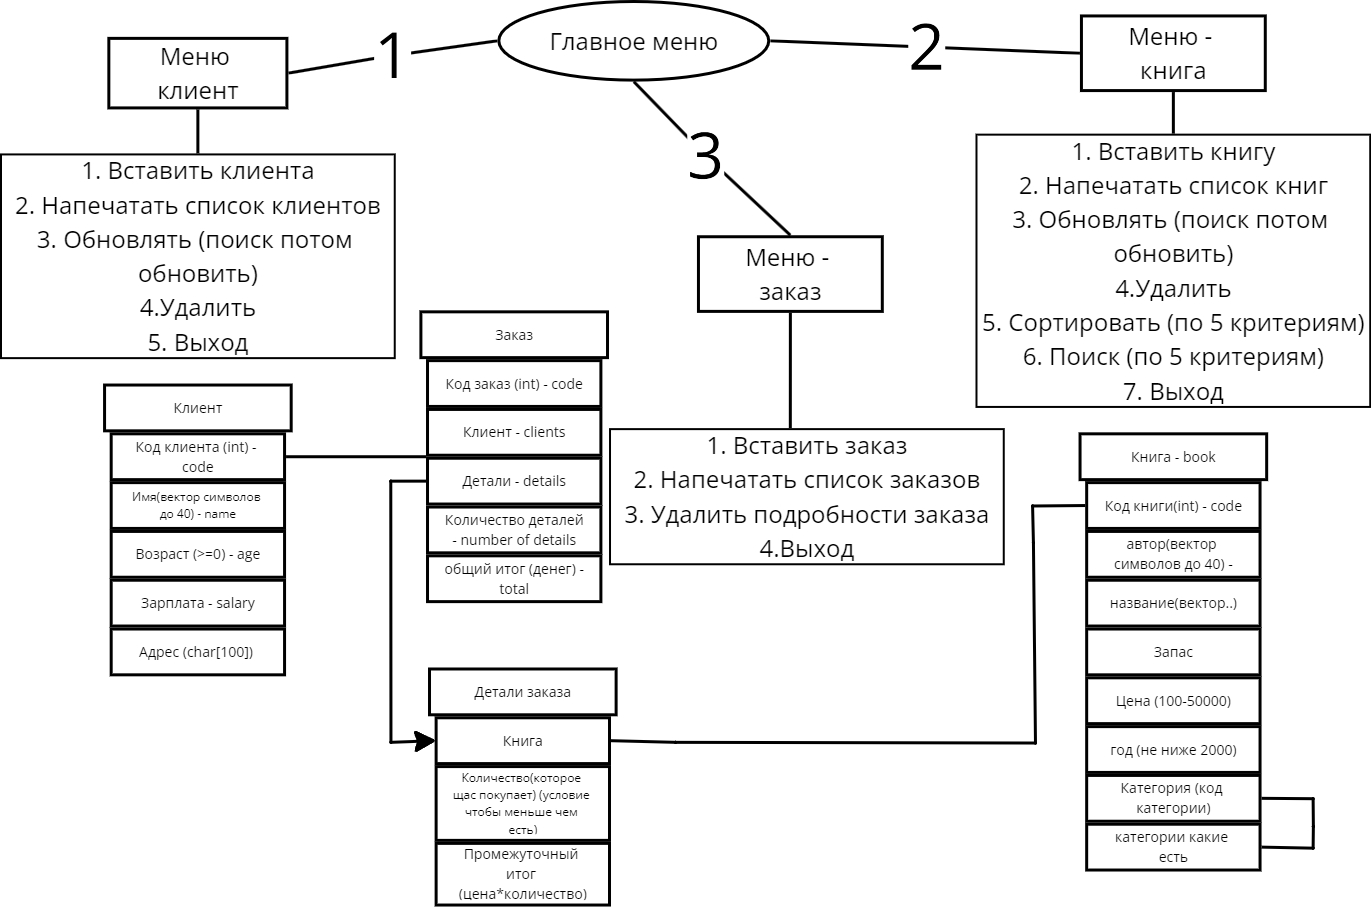 Главное меню
1
2
3
Меню
клиент
1. Вставить клиента
2. Напечатать список клиентов
3. Обновлять (поиск потом
обновить)
4.Удалить
5. Выход
Меню -
книга
1. Вставить книгу
2. Напечатать список книг
3. Обновлять (поиск потом
обновить)
4.Удалить
5. Сортировать (по 5 критериям)
6. Поиск (по 5 критериям)
7. Выход
Меню -
заказ
1. Вставить заказ
2. Напечатать список заказов
3. Удалить подробности заказа
4.Выход
Клиент
Код клиента (int) -
code
Имя(вектор символов
до 40) - name
Возраст (>=0) - age
Зарплата - salary
Адрес (char[100])
Заказ
Код заказ (int) - code
Клиент - clients
Детали - details
Количество деталей
- number of details
общий итог (денег) -
total
Детали заказа
Книга
Количество(которое
щас покупает) (условие
чтобы меньше чем
есть)
Промежуточный
итог
(цена*количество)
Книга - book
Код книги(int) - code
автор(вектор
символов до 40) -
название(вектор..)
Запас
Цена (100-50000)
год (не ниже 2000)
Категория (код
категории)
категории какие
есть